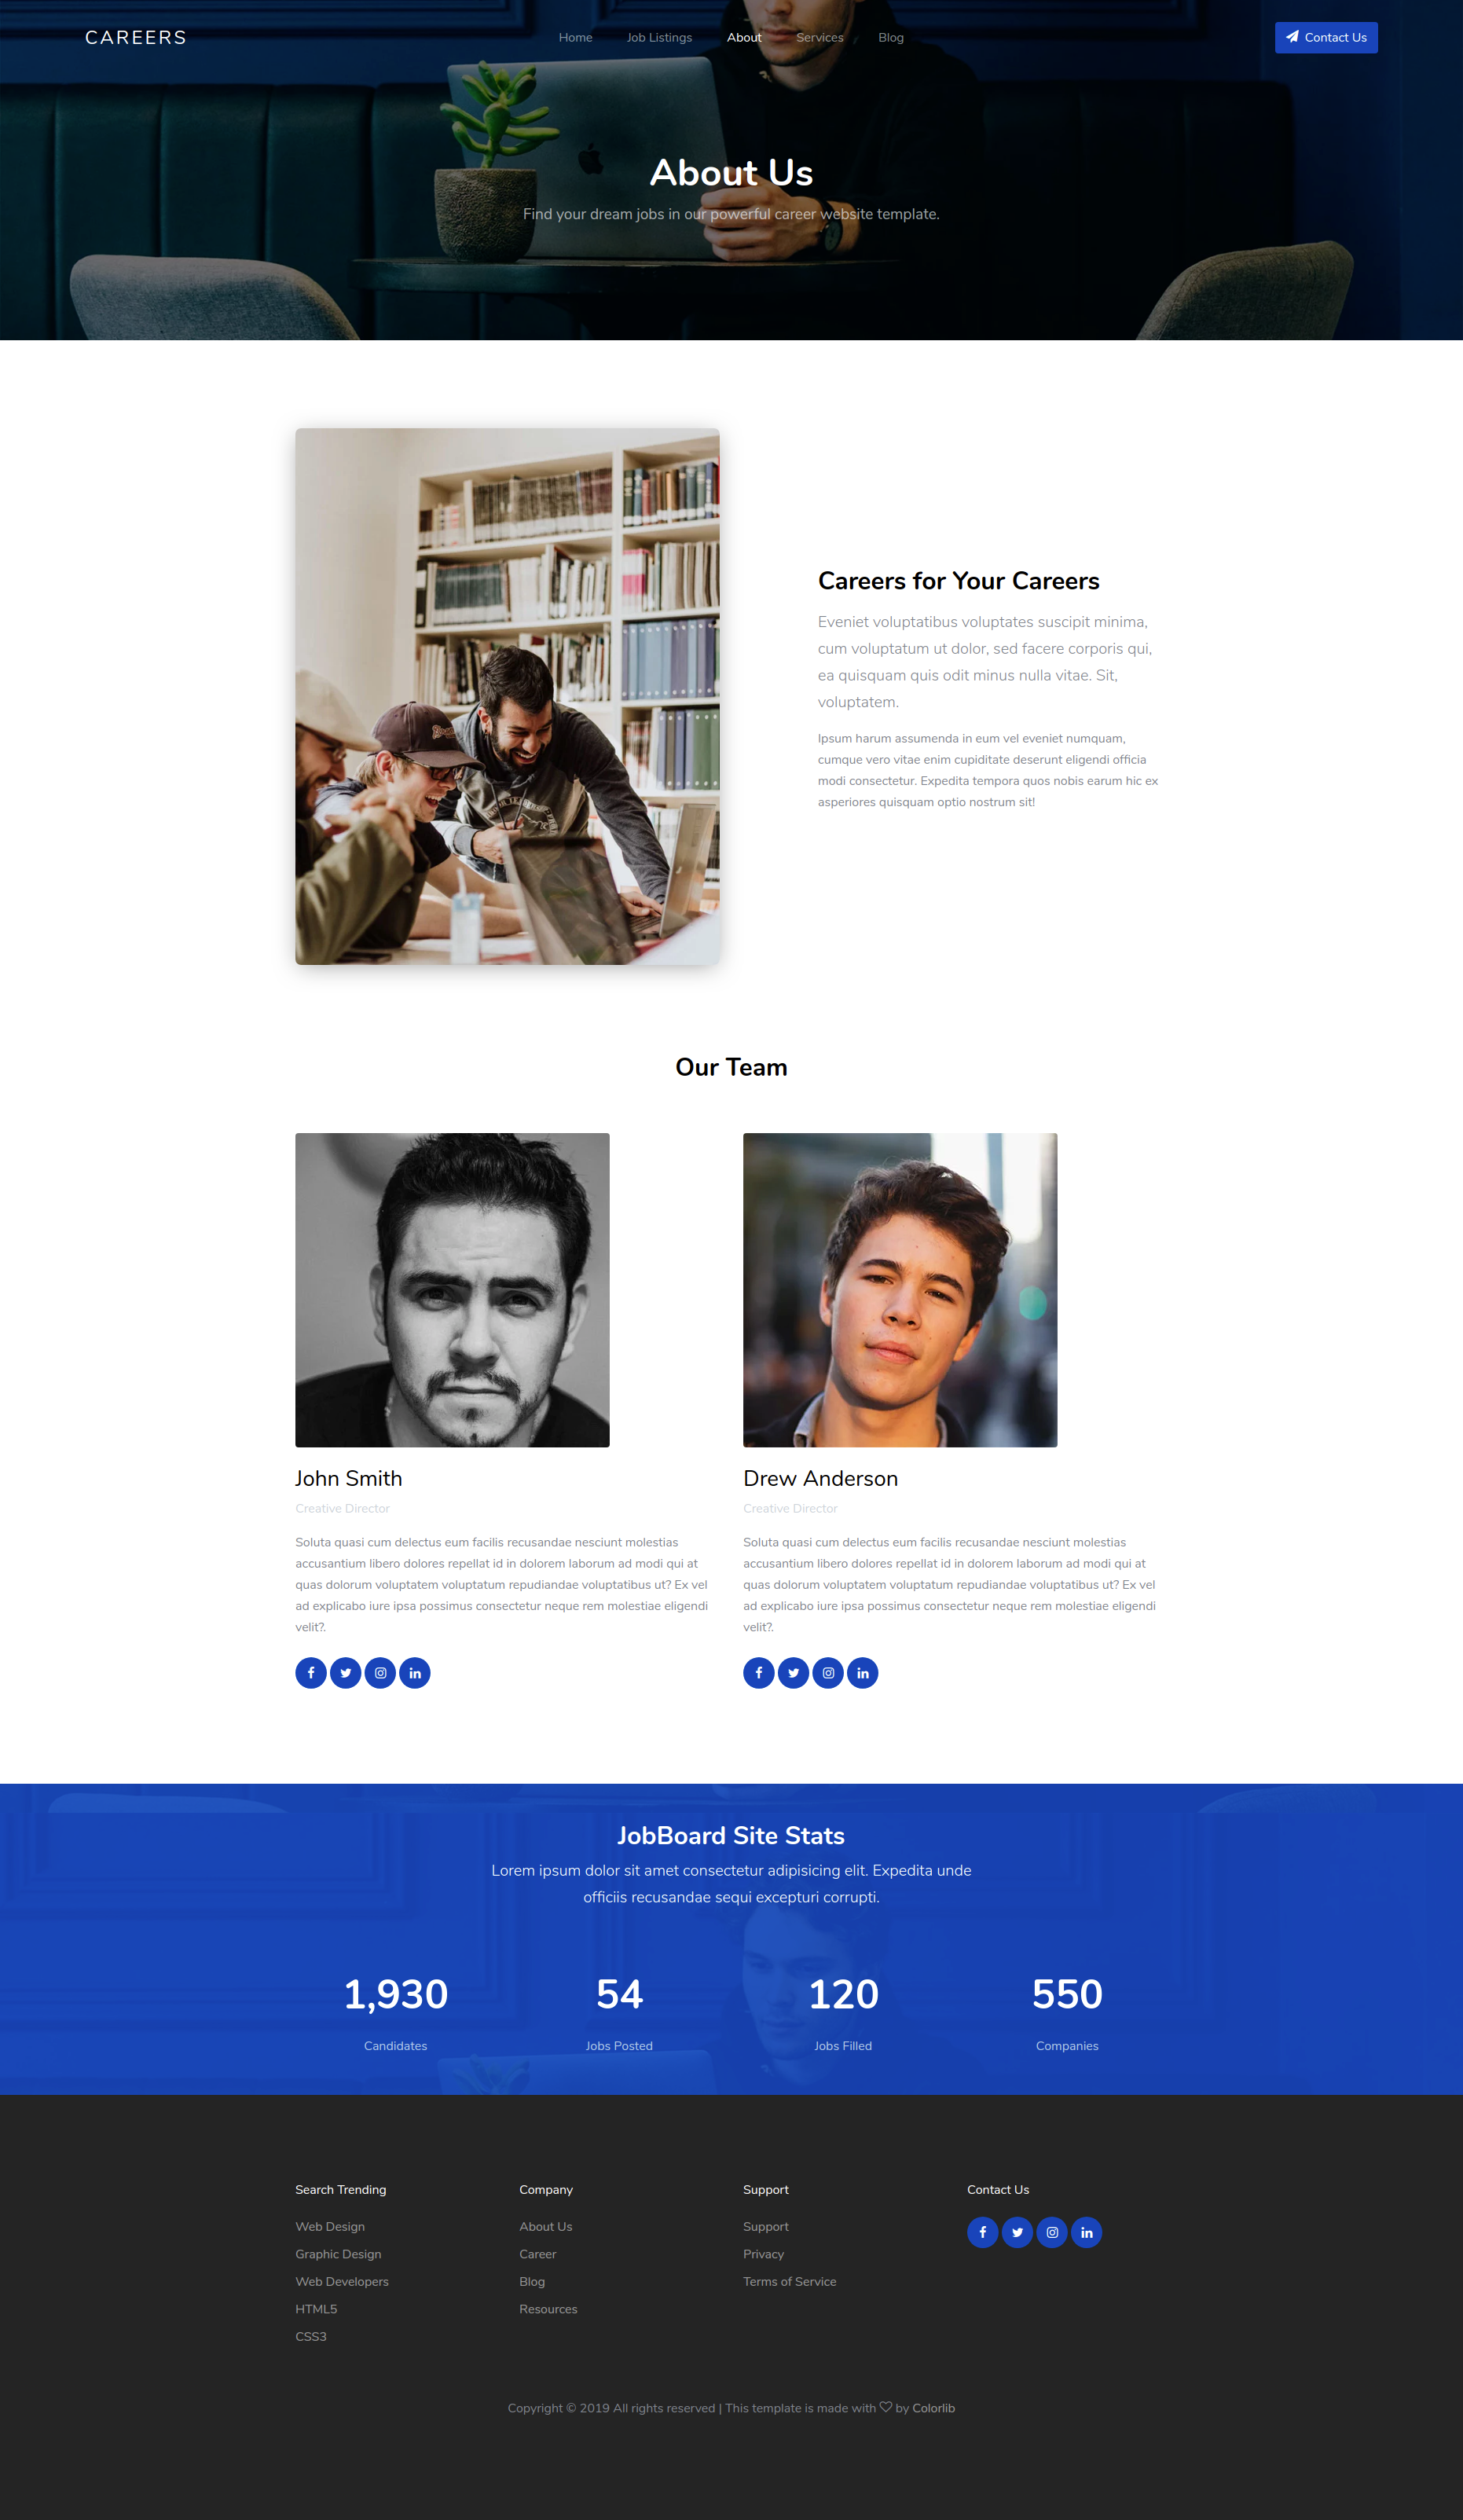 CAREERS
Home
Job Listings
About
Services
Blog
Contact Us
About Us
Find your dream jobs in our powerful career website template.
Careers for Your Careers
Eveniet voluptatibus voluptates suscipit minima,
cum voluptatum ut dolor, sed facere corporis qui,
ea quisquam quis odit minus nulla vitae. Sit,
voluptatem.
Ipsum harum assumenda in eum vel eveniet numquam,
cumque vero vitae enim cupiditate deserunt eligendi officia
modi consectetur. Expedita tempora quos nobis earum hic ex
asperiores quisquam optio nostrum sit!
Our Team
John Smith
Creative Director
Soluta quasi cum delectus eum facilis recusandae nesciunt molestias
accusantium libero dolores repellat id in dolorem laborum ad modi qui at
quas dolorum voluptatem voluptatum repudiandae voluptatibus ut? Ex vel
ad explicabo iure ipsa possimus consectetur neque rem molestiae eligendi
velit?.
Drew Anderson
Creative Director
Soluta quasi cum delectus eum facilis recusandae nesciunt molestias
accusantium libero dolores repellat id in dolorem laborum ad modi qui at
quas dolorum voluptatem voluptatum repudiandae voluptatibus ut? Ex vel
ad explicabo iure ipsa possimus consectetur neque rem molestiae eligendi
velit?.
JobBoard Site Stats
Lorem ipsum dolor sit amet consectetur adipisicing elit. Expedita unde
officiis recusandae sequi excepturi corrupti.
1,930
Candidates
54
Jobs Posted
120
Jobs Filled
550
Companies
Search Trending
Web Design
Graphic Design
Web Developers
HTML5
CSS3
Company
About Us
Career
Blog
Resources
Support
Support
Privacy
Terms of Service
Contact Us
Copyright © 2019 All rights reserved | This template is made with ♡ by Colorlib